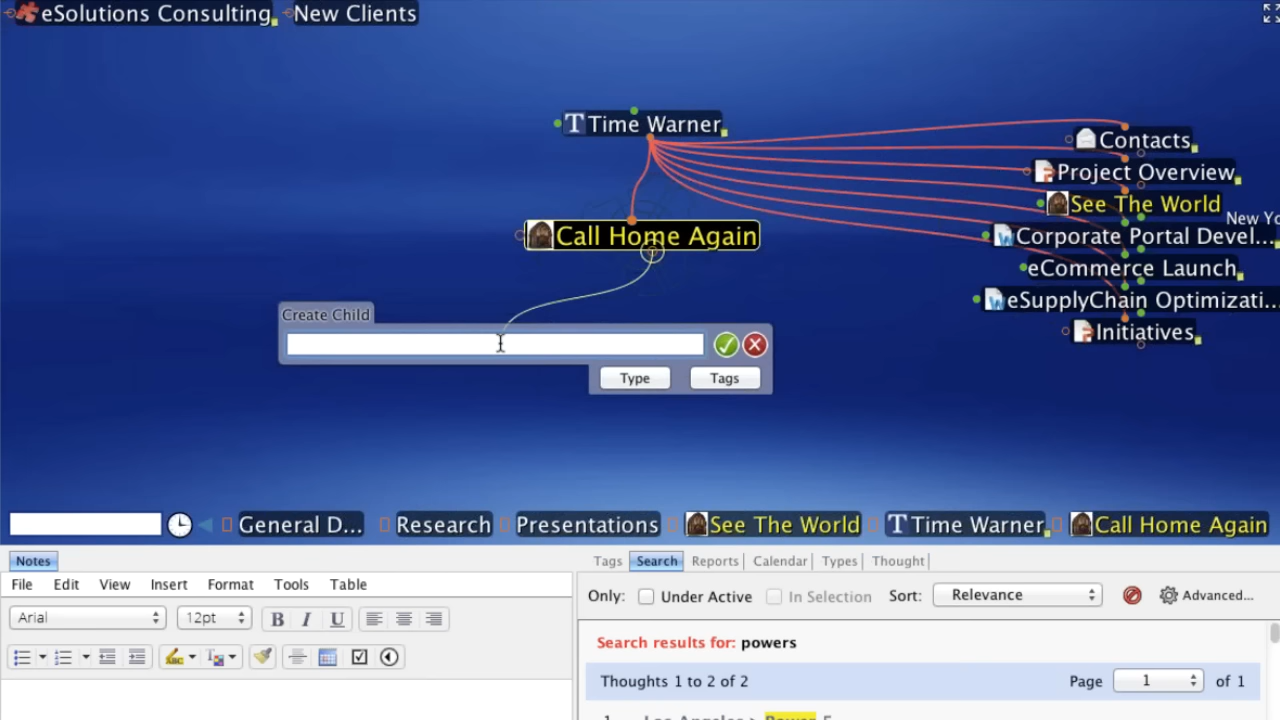 eSolutions Consulting
New Clients
Time Warner
Contacts
Project Overview
See The World
New Yo
Call Home Again
Corporate Portal Devel...
eCommerce Launch
eSupplyChain Optimizati...
Initiatives
Create Child
Type
Tags
General D...
Research
Presentations
See The World
Time Warner
Call Home Again
Notes
Tags
Search
Reports
Calendar
Types
Thought
File
Edit
View
Insert
Format
Tools
Table
Only:
Under Active
In Selection
Sort:
Relevance
Advanced...
Arial
12pt
B
I
U
Search results for: powers
Thoughts 1 to 2 of 2
Page
1
of 1